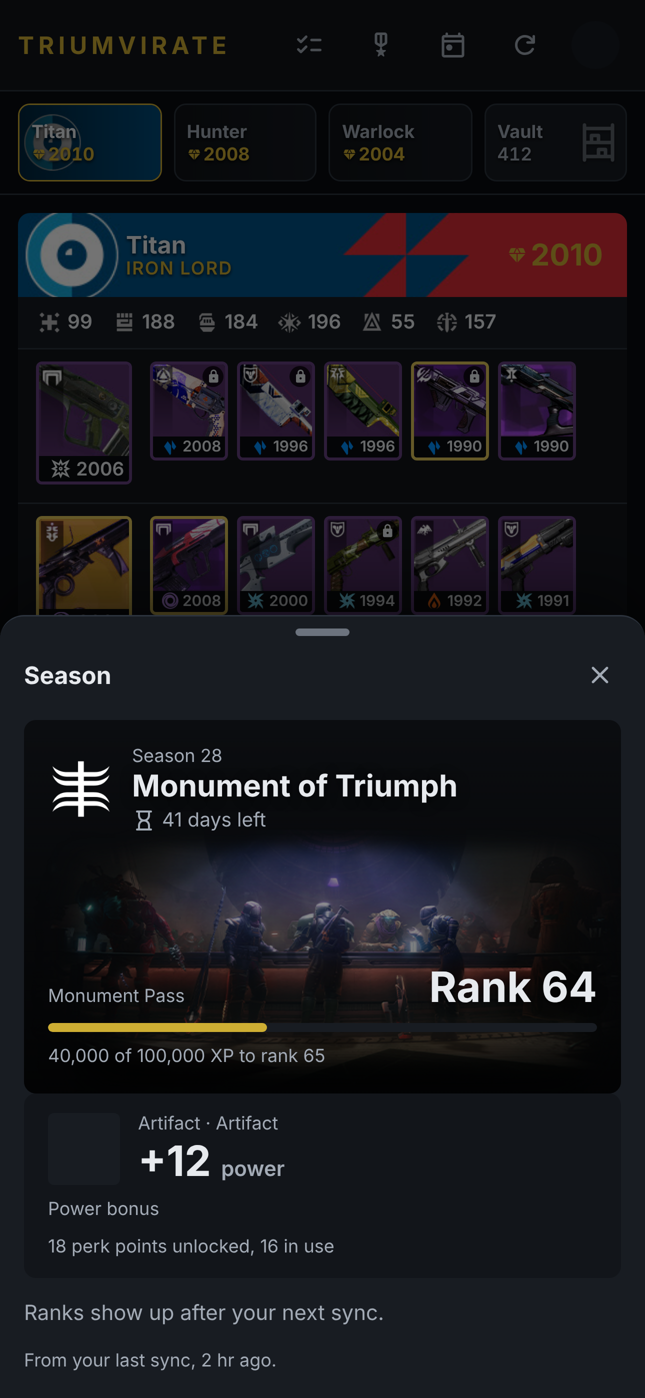 TRIUMVIRATE
Titan
2010
Hunter
2008
Warlock
2004
Vault
412
Titan
IRON LORD
2010
99 188 184 196 55 157
2006
2008
1996
1996
1990
1990
2008
2000
1994
1992
1991
Season
Season 28
Monument of Triumph
41 days left
Monument Pass
Rank 64
40,000 of 100,000 XP to rank 65
Artifact · Artifact
+12 power
Power bonus
18 perk points unlocked, 16 in use
Ranks show up after your next sync.
From your last sync, 2 hr ago.